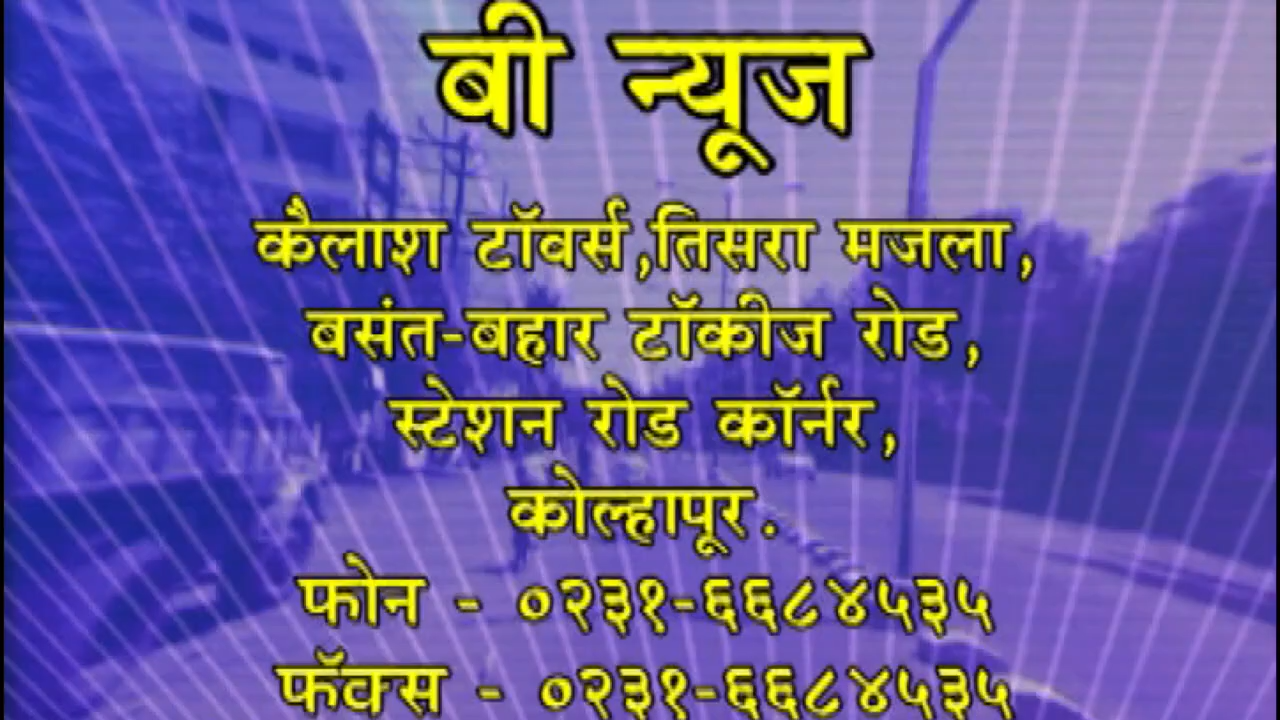 बी न्यूज
कैलाश टॉवर्स,तिसरा मजला,
बसंत-बहार टॉकीज रोड,
स्टेशन रोड कॉर्नर,
कोल्हापूर.
फोन - ०२३१-६६८४५३५
फॅक्स - ०२३१-६६८४५३५